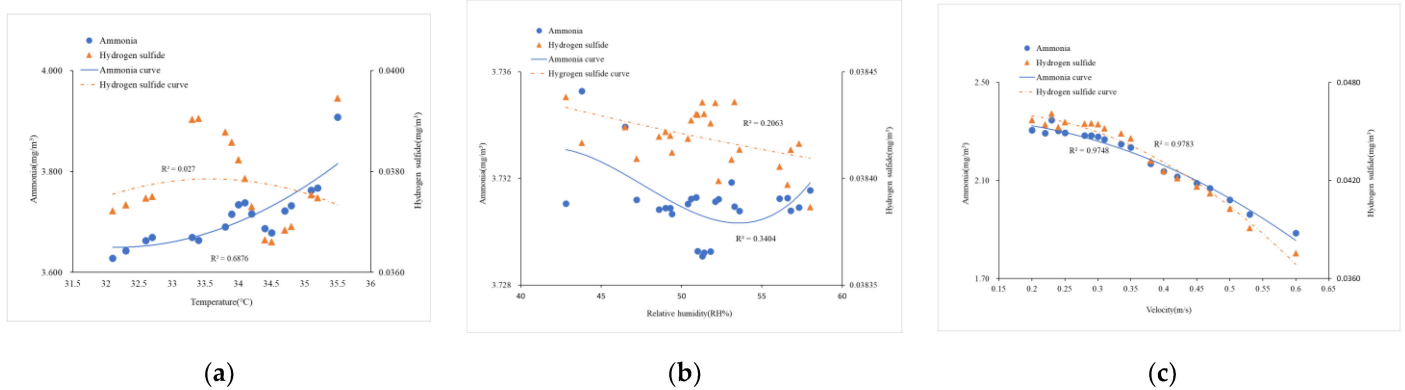 Ammonia
Hydrogen sulfide
Ammonia curve
Hydrogen sulfide curve
4.000
3.800
3.600
0.0400
0.0380
0.0360
Ammonia(mg/m³)
Hydrogen sulfide(mg/m³)
R² = 0.027
R² = 0.6876
31.5 32 32.5 33 33.5 34 34.5 35 35.5 36
Temperature(°C)
(a)
Ammonia
Hydrogen sulfide
Ammonia curve
Hygrogen sulfide curve
3.736
3.732
3.728
0.03845
0.03840
0.03835
Ammonia(mg/m³)
Hydrogen sulfide(mg/m³)
R² = 0.2063
R² = 0.3404
40 45 50 55 60
Relative humidity(RH%)
(b)
Ammonia
Hydrogen sulfide
Ammonia curve
Hydrogen sulfide curve
2.50
2.10
1.70
0.0480
0.0420
0.0360
Ammonia(mg/m³)
Hydrogen sulfide(mg/m³)
R² = 0.9783
R² = 0.9748
0.15 0.2 0.25 0.3 0.35 0.4 0.45 0.5 0.55 0.6 0.65
Velocity(m/s)
(c)